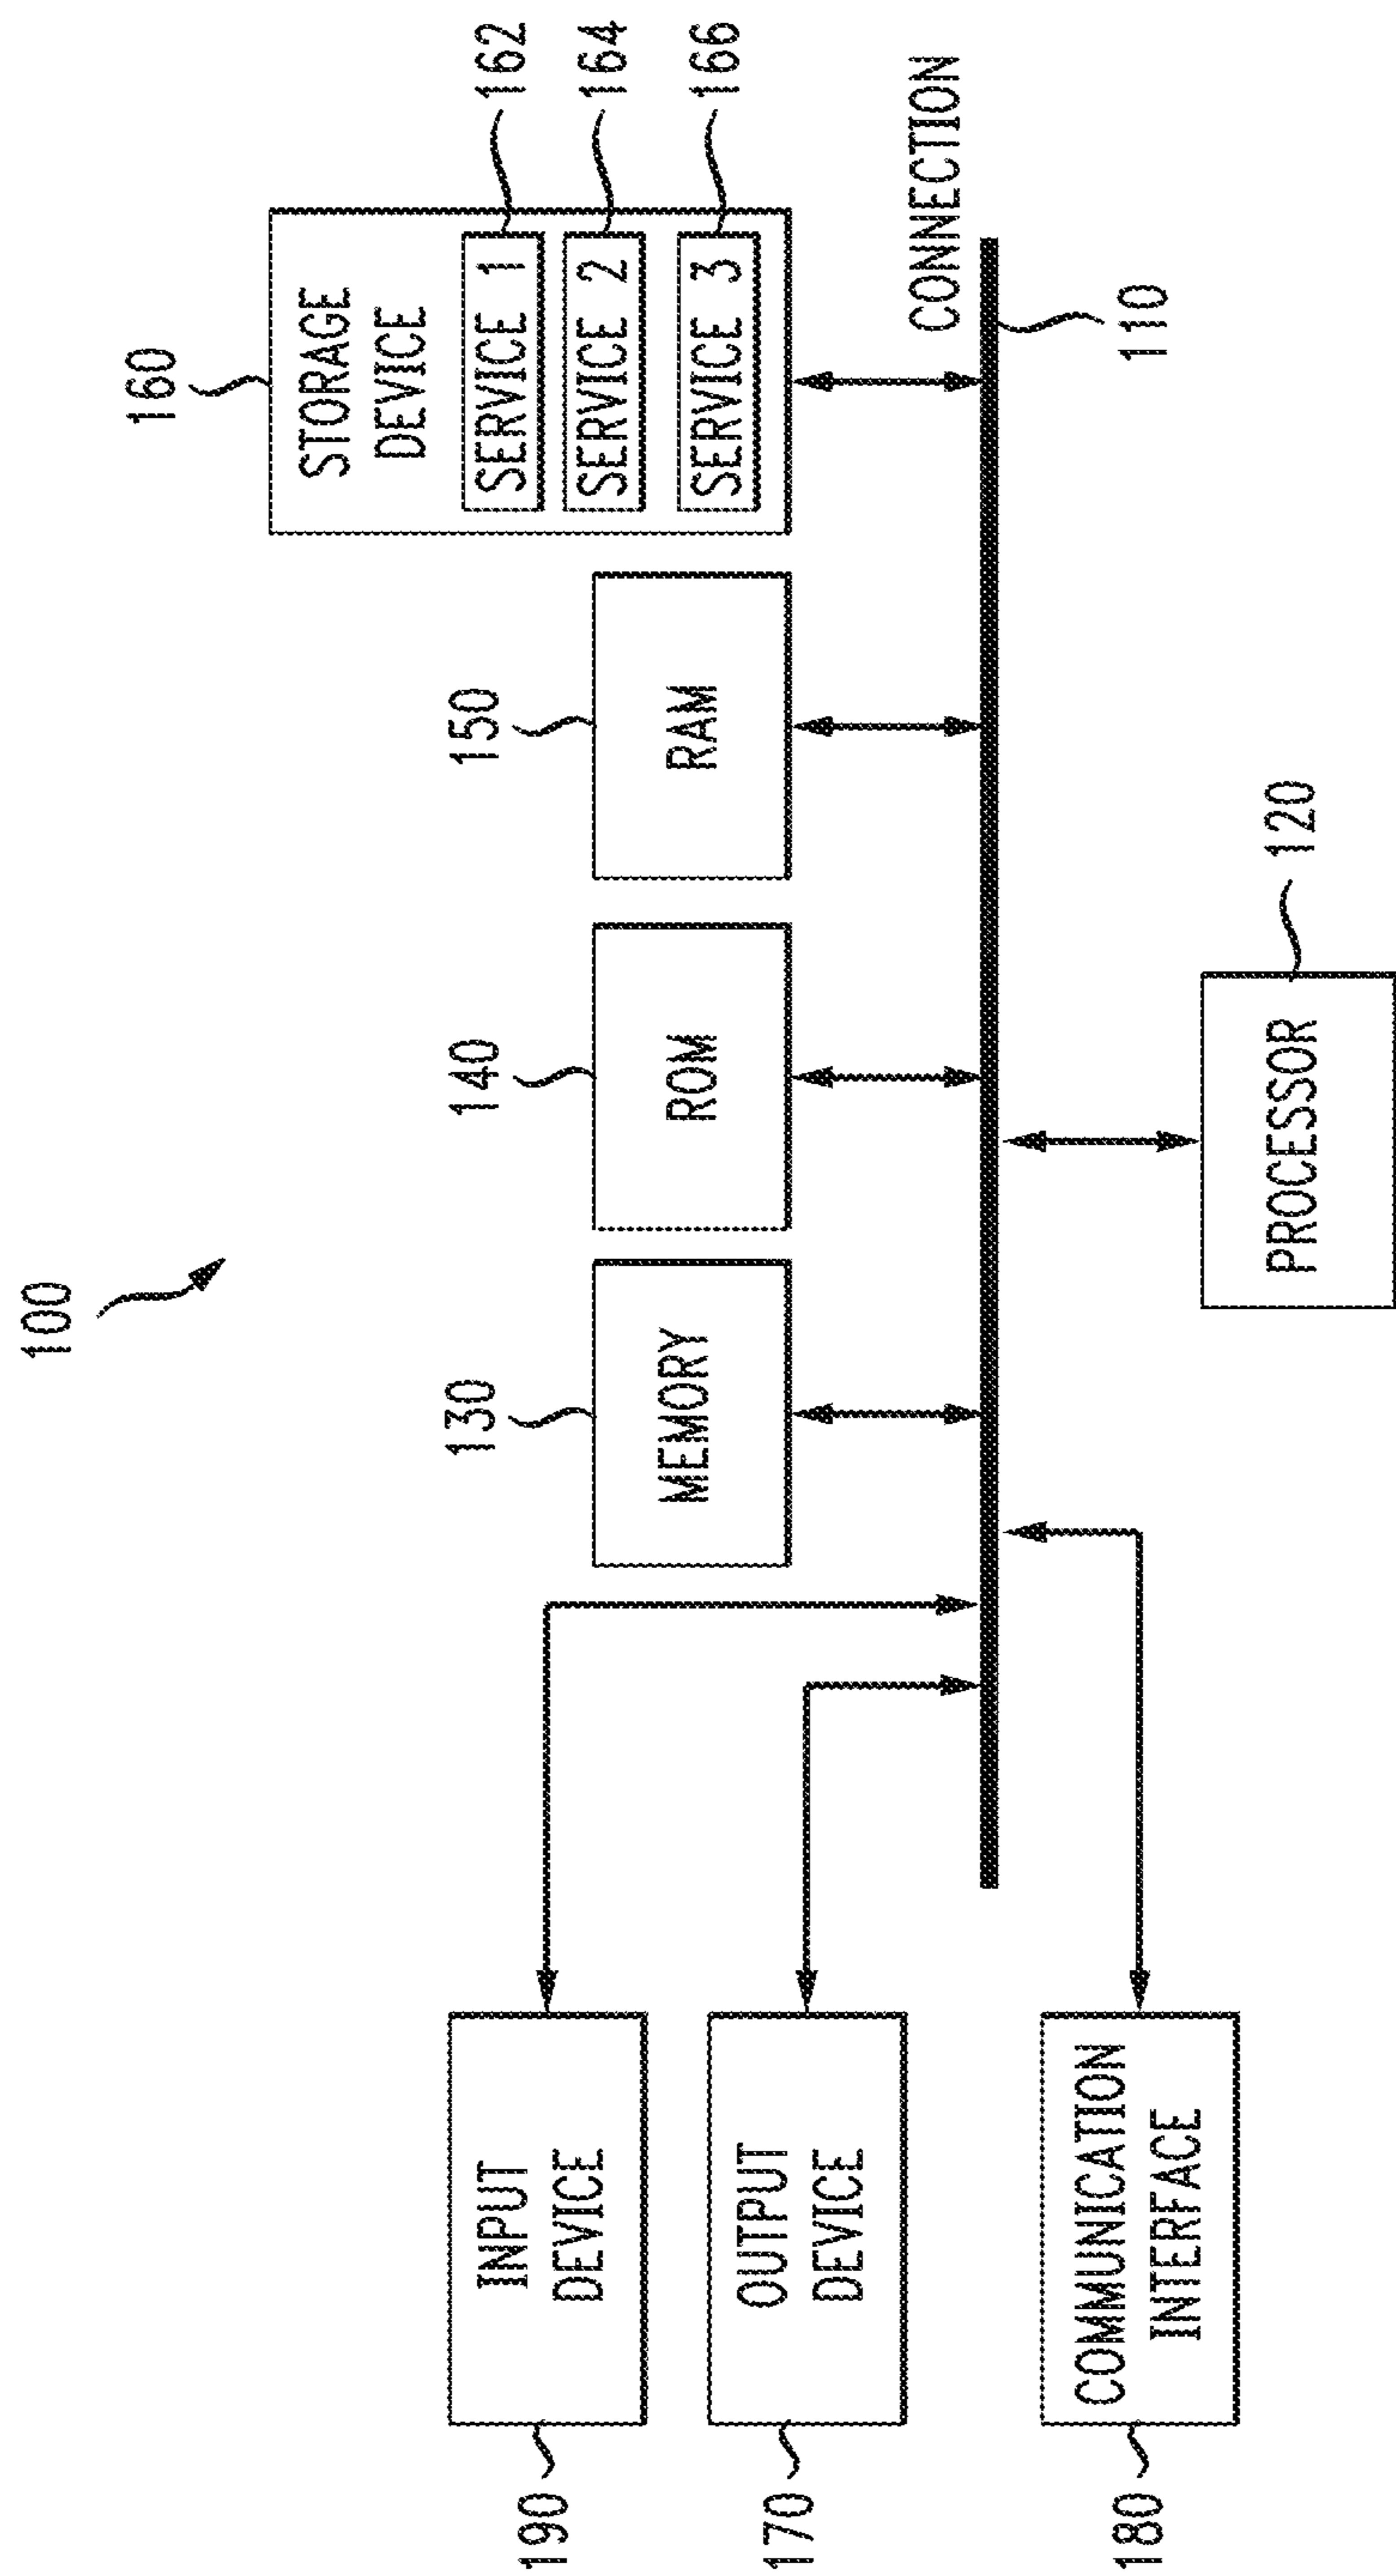 100
160
STORAGE
DEVICE
SERVICE 1
162
SERVICE 2
164
SERVICE 3
166
130
140
150
MEMORY
ROM
RAM
190
INPUT
DEVICE
170
OUTPUT
DEVICE
CONNECTION
110
180
COMMUNICATION
INTERFACE
PROCESSOR
120